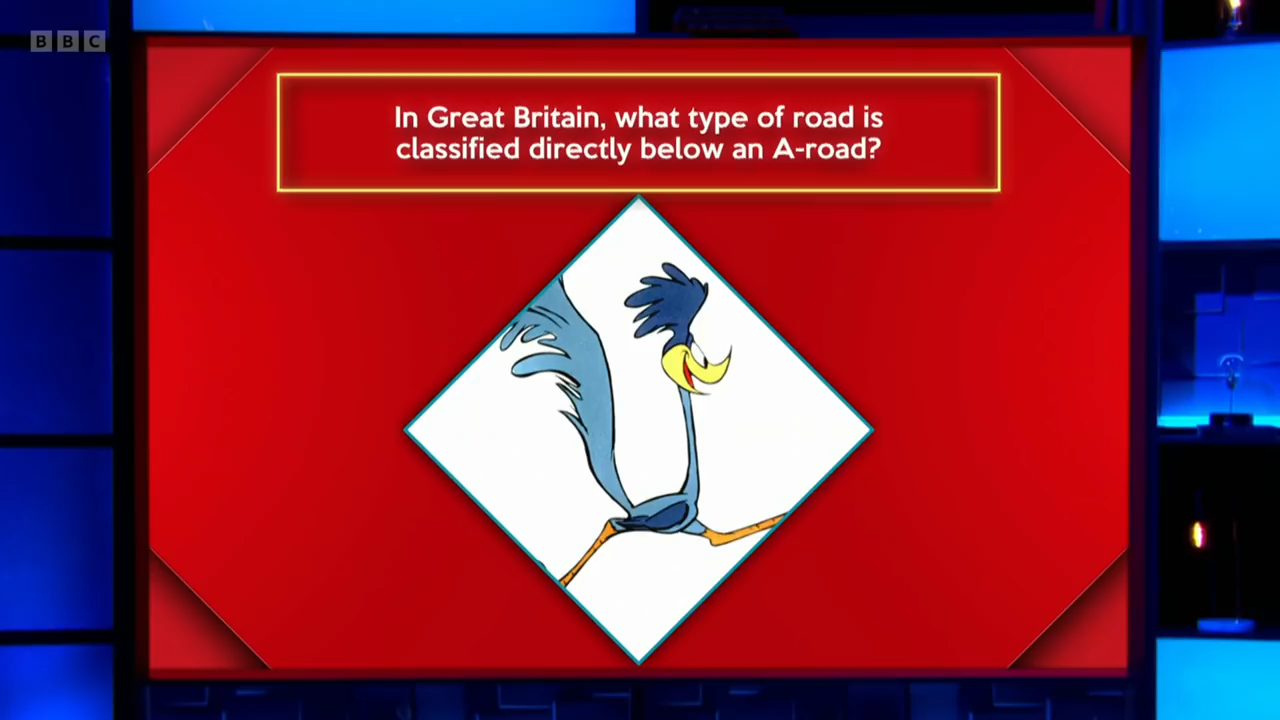 BBC
In Great Britain, what type of road is
classified directly below an A-road?